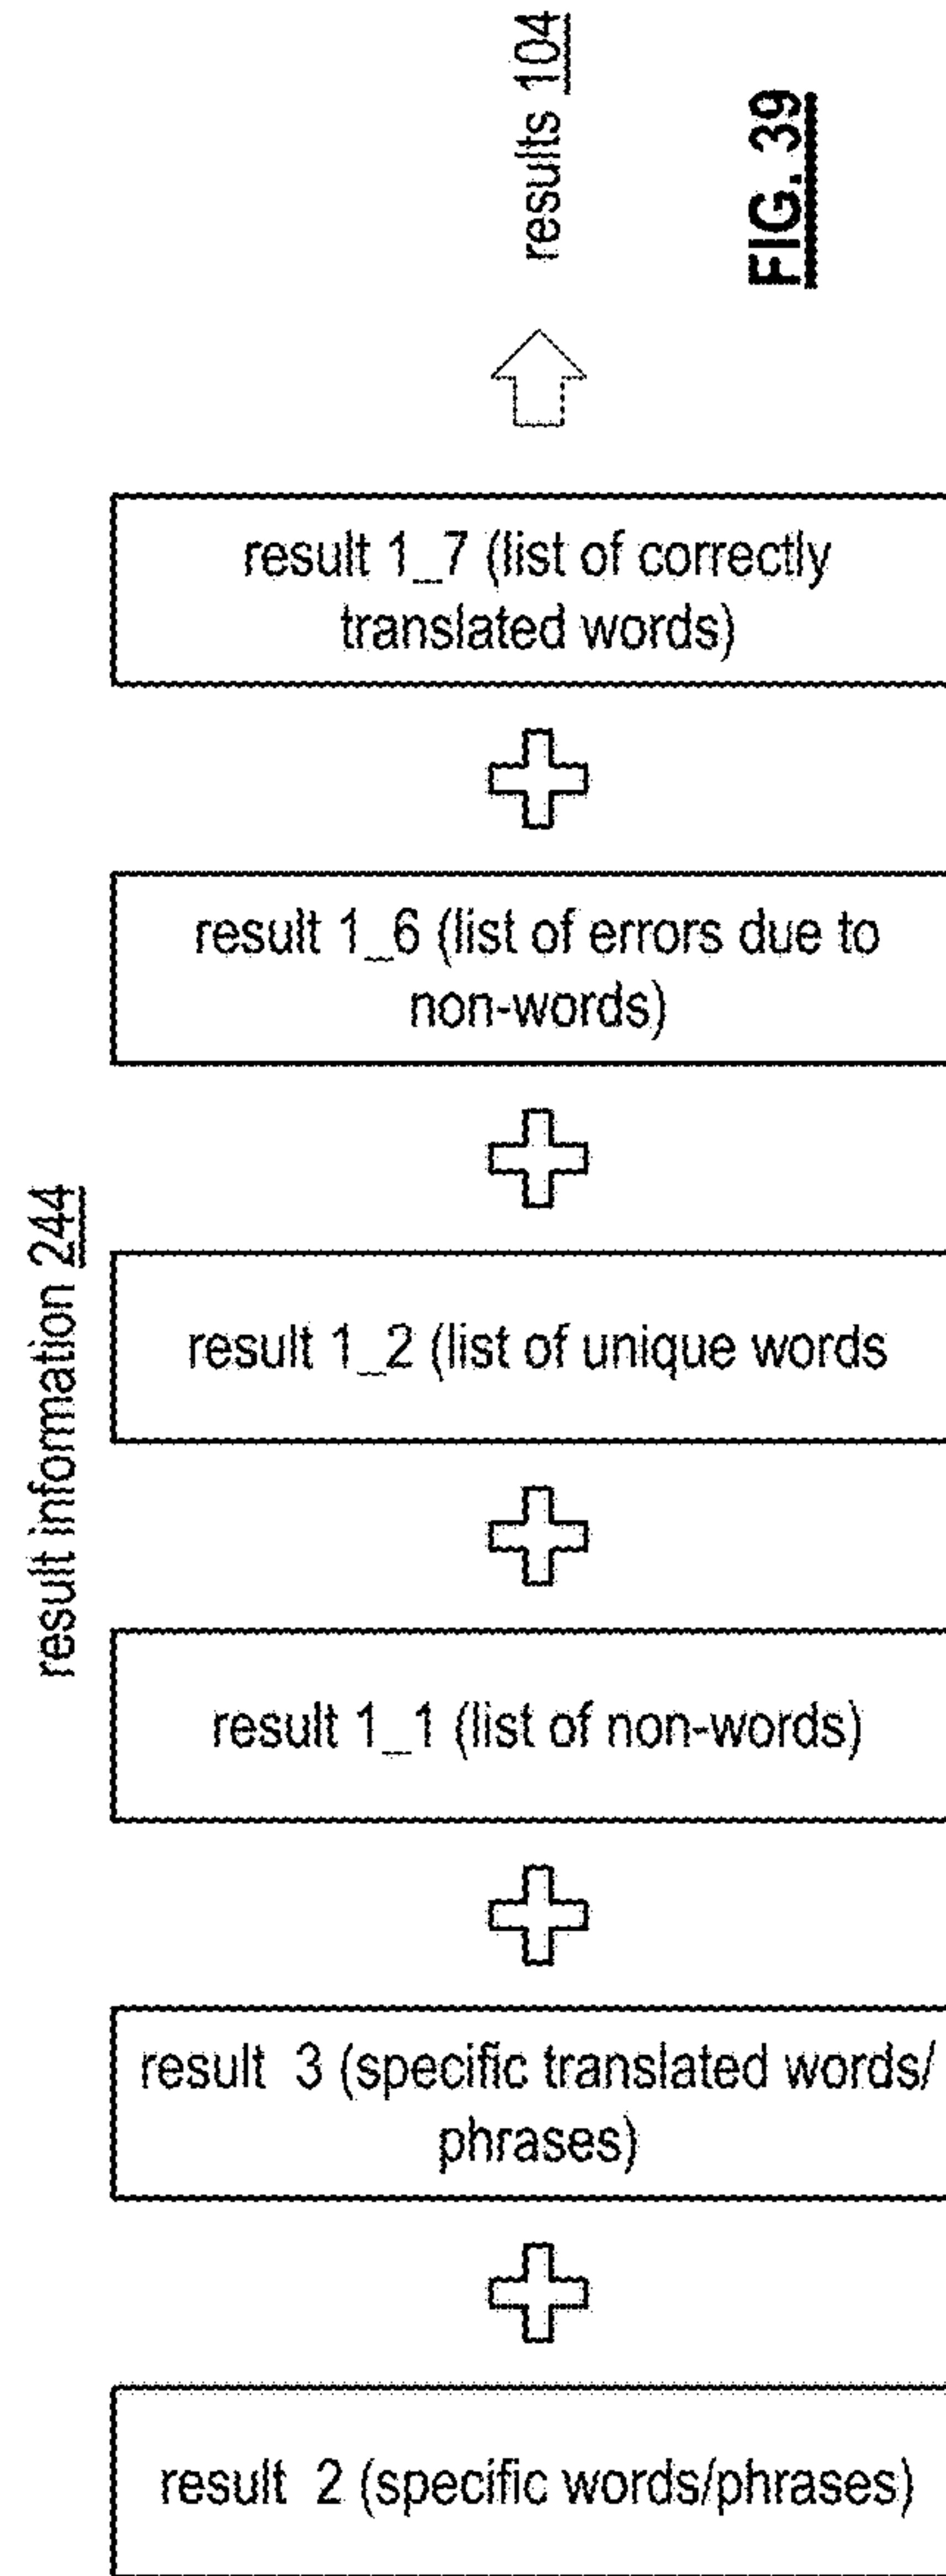 results 104
FIG. 39
result 1_7 (list of correctly
translated words)
result 1_6 (list of errors due to
non-words)
result information 244
result 1_2 (list of unique words
result 1_1 (list of non-words)
result 3 (specific translated words/
phrases)
result 2 (specific words/phrases)